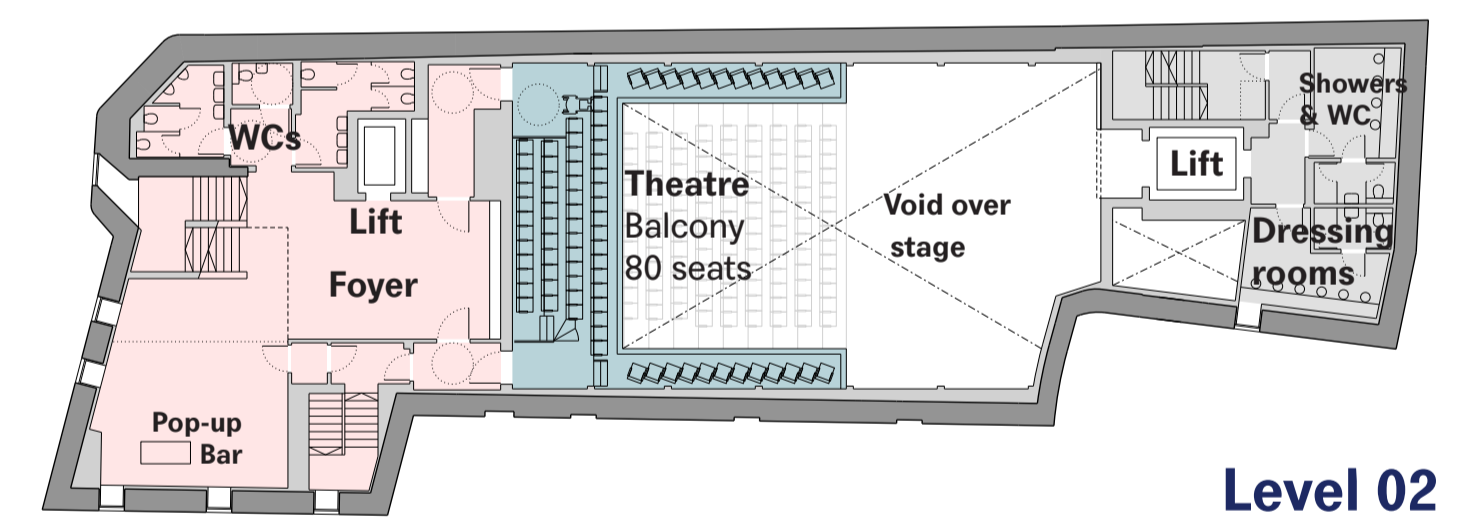 WCs
Lift
Foyer
Pop-up
Bar
Theatre
Balcony
80 seats
Void over
stage
Showers
& WC
Lift
Dressing
rooms
Level 02